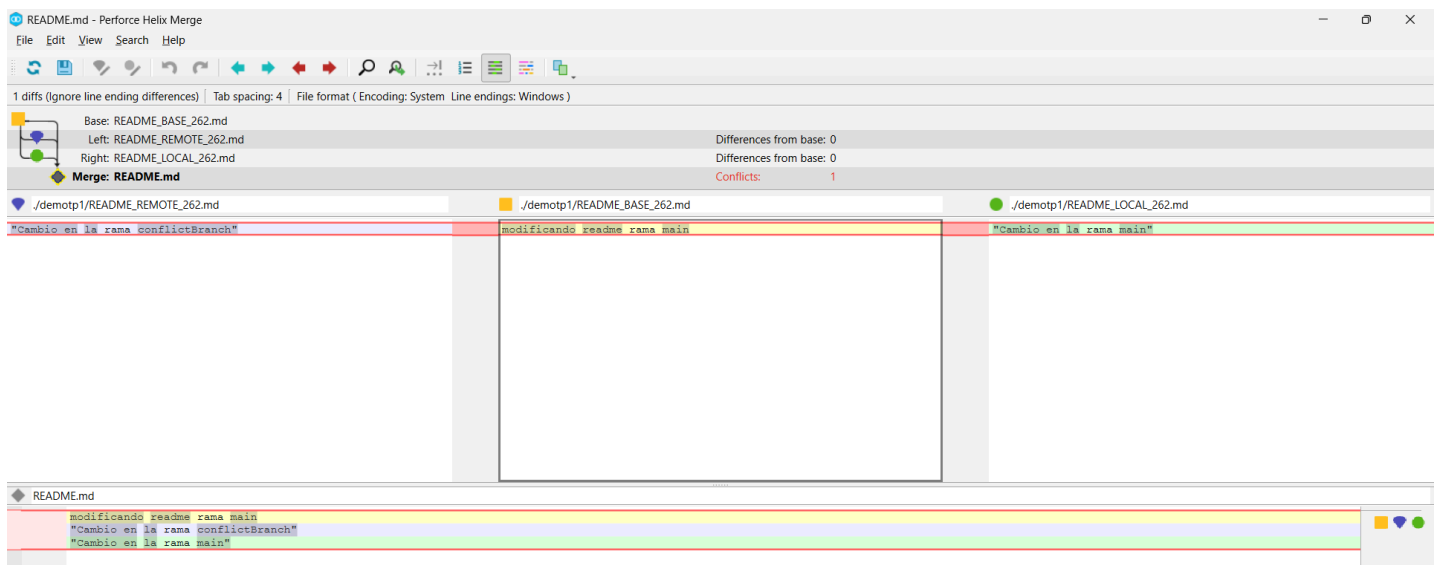 README.md - Perforce Helix Merge
File Edit View Search Help
1 diffs (Ignore line ending differences) Tab spacing: 4 File format ( Encoding: System Line endings: Windows )
Base: README_BASE_262.md
Left: README_REMOTE_262.md Differences from base: 0
Right: README_LOCAL_262.md Differences from base: 0
Merge: README.md Conflicts: 1
./demotp1/README_REMOTE_262.md ./demotp1/README_BASE_262.md ./demotp1/README_LOCAL_262.md
"Cambio en la rama conflictBranch" modificando readme rama main "Cambio en la rama main"
README.md
modificando readme rama main
"Cambio en la rama conflictBranch"
"Cambio en la rama main"